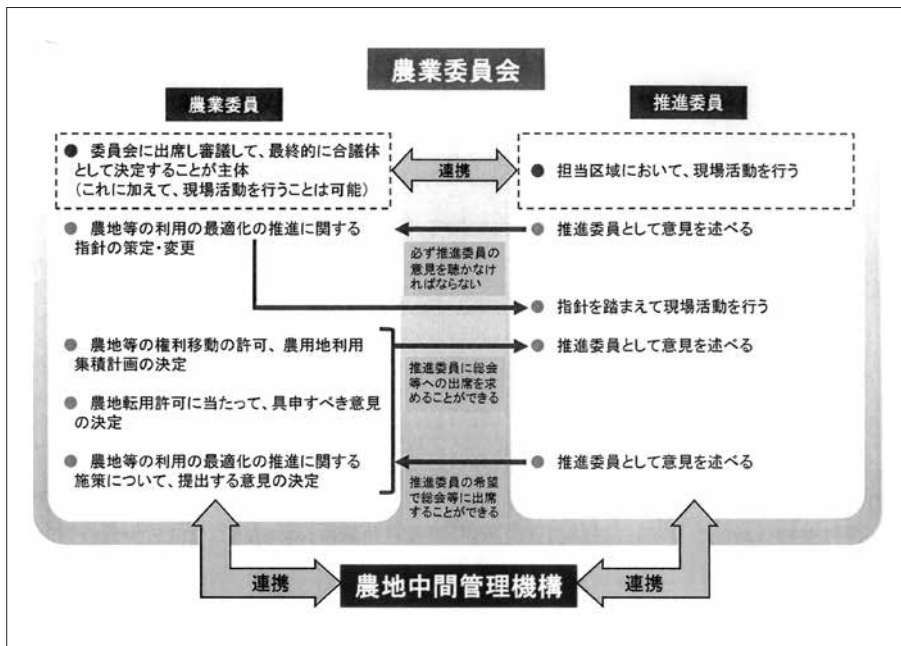 農業委員会
農業委員
● 委員会に出席し審議して、最終的に合議体
として決定することが主体
(これに加えて、現場活動を行うことは可能)
● 農地等の利用の最適化の推進に関する
指針の策定・変更
● 農地等の権利移動の許可、農用地利用
集積計画の決定
● 農地転用許可に当たって、具申すべき意見
の決定
● 農地等の利用の最適化の推進に関する
施策について、提出する意見の決定
連携
必ず推進委員の
意見を聴かなけ
ればならない
推進委員に総会
等への出席を求
めることができる
推進委員の希望
で総会等に出席
することができる
推進委員
● 担当区域において、現場活動を行う
● 推進委員として意見を述べる
● 指針を踏まえて現場活動を行う
● 推進委員として意見を述べる
● 推進委員として意見を述べる
連携
農地中間管理機構
連携